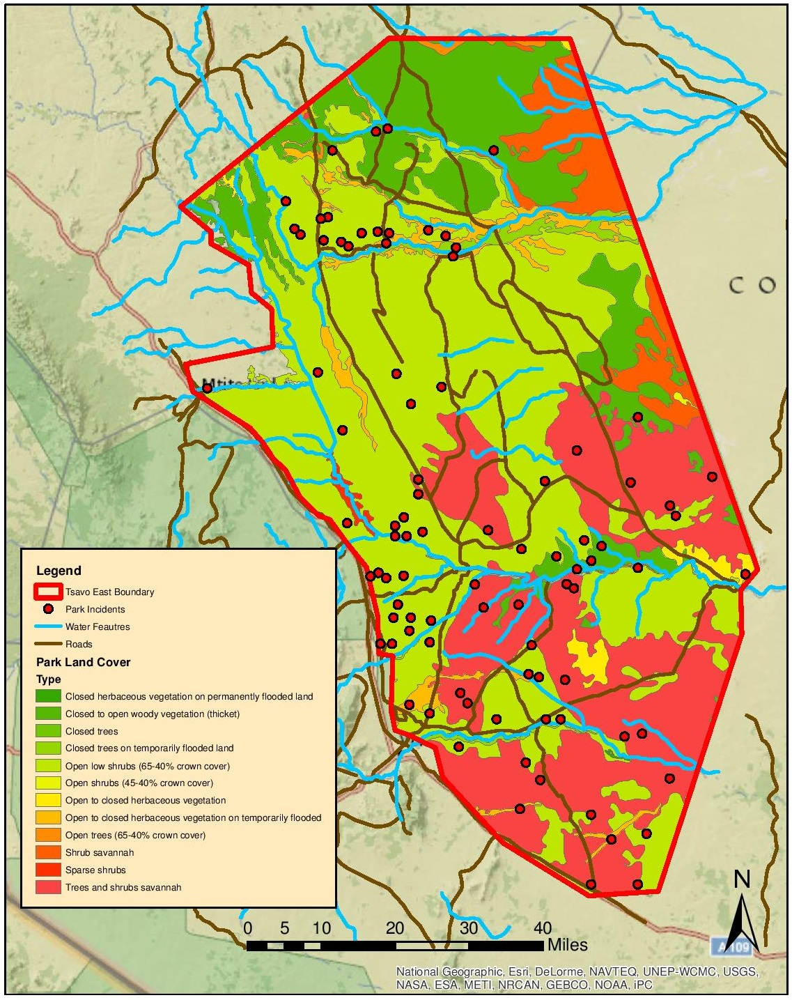 C O
Mtito
Legend
Tsavo East Boundary
Park Incidents
Water Feautres
Roads
Park Land Cover
Type
Closed herbaceous vegetation on permanently flooded land
Closed to open woody vegetation (thicket)
Closed trees
Closed trees on temporarily flooded land
Open low shrubs (65-40% crown cover)
Open shrubs (45-40% crown cover)
Open to closed herbaceous vegetation
Open to closed herbaceous vegetation on temporarily flooded
Open trees (65-40% crown cover)
Shrub savannah
Sparse shrubs
Trees and shrubs savannah
N
0 5 10 20 30 40
Miles
A109
National Geographic, Esri, DeLorme, NAVTEQ, UNEP-WCMC, USGS,
NASA, ESA, METI, NRCAN, GEBCO, NOAA, iPC